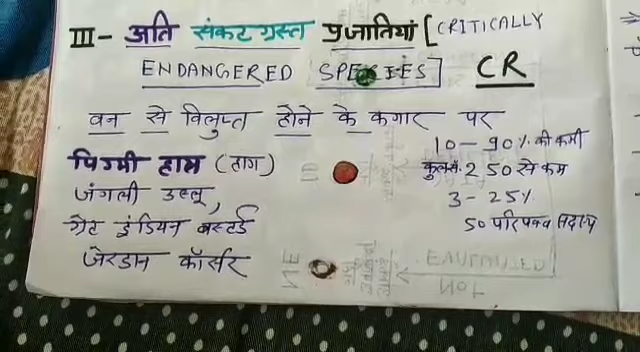 III - अति संकटग्रस्त प्रजातियां [CRITICALLY
ENDANGERED SPECIES] CR
वन से विलुप्त होने के कगार पर
10 - 90% की कमी
पिग्मी हाग (हाग)
कुल सं. 250 से कम
जंगली उल्लू,
3 - 25%
ग्रेट इंडियन बस्टर्ड
50 परिपक्व सदस्य
जेरडान कॉर्सर